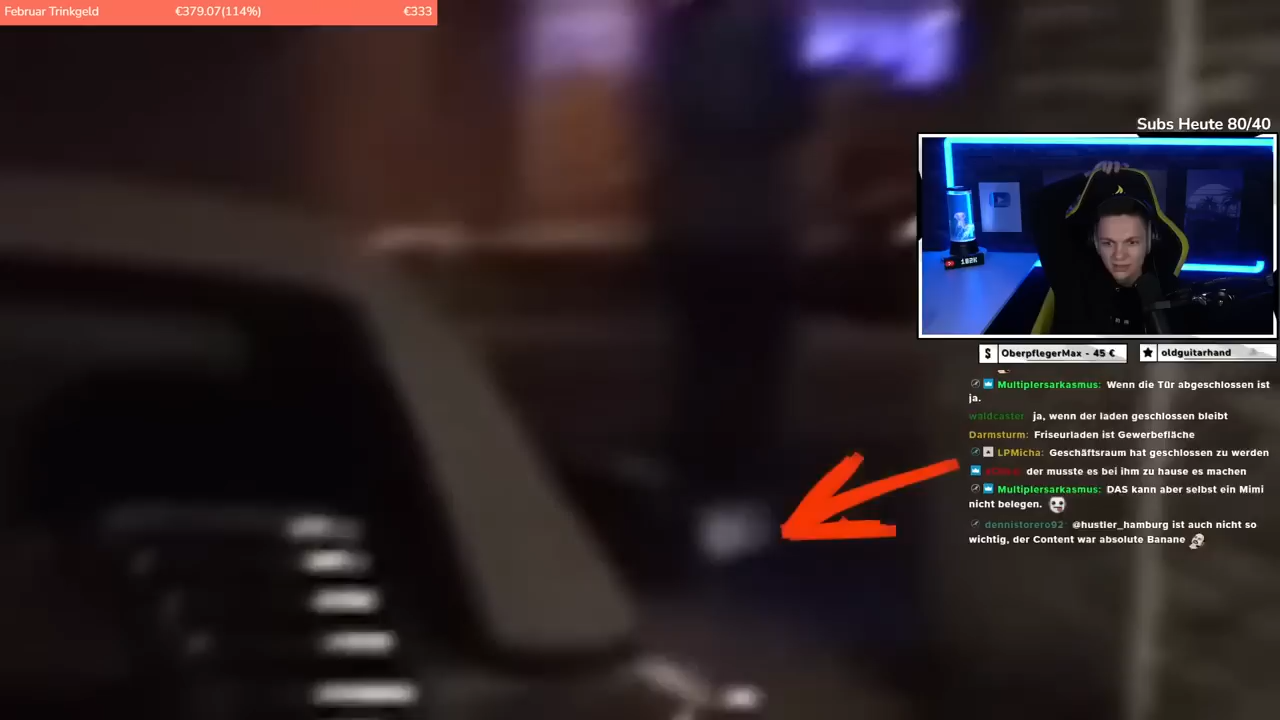 Februar Trinkgeld €379.07(114%) €333
Subs Heute 80/40
182K
$ OberpflegerMax - 45 €
★ oldguitarhand
Multiplersarkasmus: Wenn die Tür abgeschlossen ist
ja.
waldcaster ja, wenn der laden geschlossen bleibt
Darmsturm: Friseurladen ist Gewerbefläche
LPMicha: Geschäftsraum hat geschlossen zu werden
der musste es bei ihm zu hause es machen
Multiplersarkasmus: DAS kann aber selbst ein Mimi
nicht belegen.
dennistorero92: @hustler_hamburg ist auch nicht so
wichtig, der Content war absolute Banane